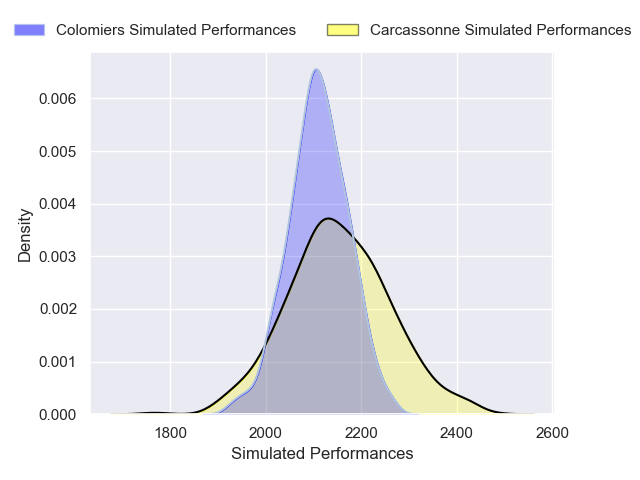 Colomiers Simulated Performances
Carcassonne Simulated Performances
0.006
0.005
0.004
0.003
0.002
0.001
0.000
Density
1800 2000 2200 2400 2600
Simulated Performances